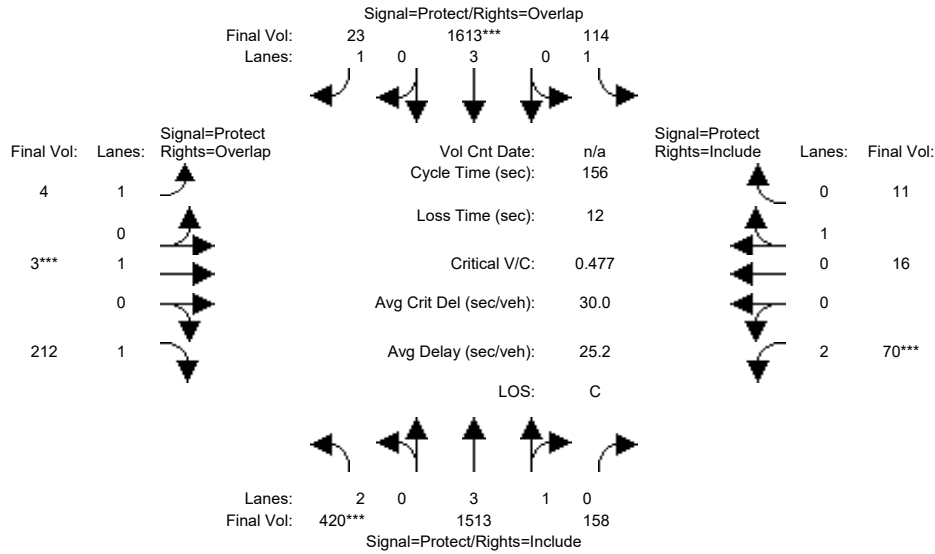 Signal=Protect/Rights=Overlap
Final Vol: 23 1613*** 114
Lanes: 1 0 3 0 1
Signal=Protect
Final Vol: Lanes: Rights=Overlap
Vol Cnt Date: n/a
Signal=Protect
Rights=Include Lanes: Final Vol:
Cycle Time (sec): 156
4 1
0 11
Loss Time (sec): 12
0
1
3*** 1
Critical V/C: 0.477
0 16
0
Avg Crit Del (sec/veh): 30.0
0
212 1
Avg Delay (sec/veh): 25.2
2 70***
LOS: C
Lanes: 2 0 3 1 0
Final Vol: 420*** 1513 158
Signal=Protect/Rights=Include